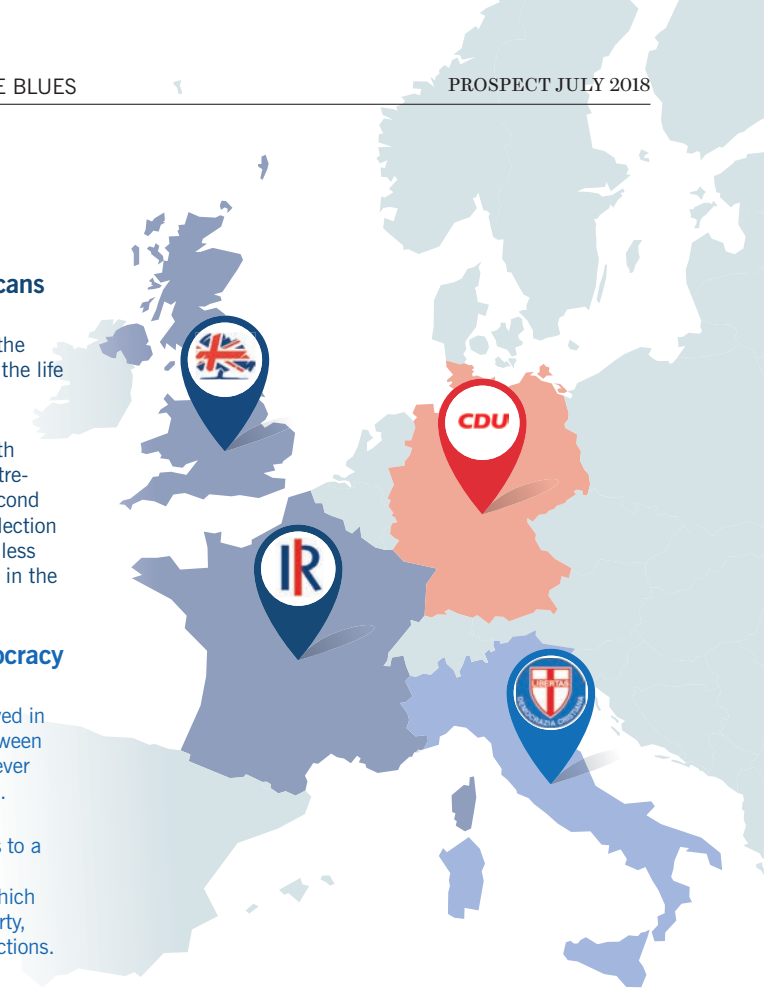 E BLUES
PROSPECT JULY 2018
cans
the
the life
th
tre-
cond
lection
less
in the
ocracy
ed in
ween
ever
.
s to a
hich
rty,
ctions.
CDU
R
LIBERTAS
DEMOCRAZIA CRISTIANA